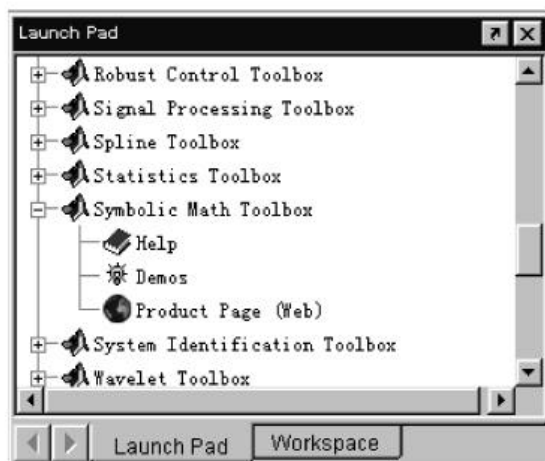 Launch Pad
Robust Control Toolbox
Signal Processing Toolbox
Spline Toolbox
Statistics Toolbox
Symbolic Math Toolbox
Help
Demos
Product Page (Web)
System Identification Toolbox
Wavelet Toolbox
Launch Pad Workspace